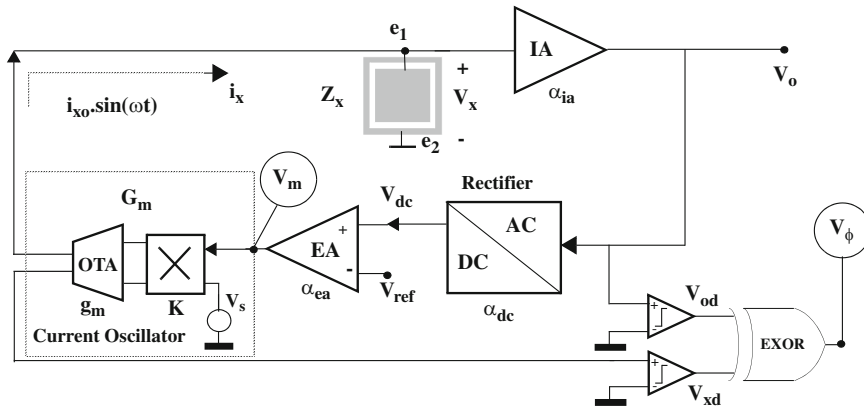 e1
IA
αia
Vo
ixo.sin(ωt)
ix
Zx
+
Vx
-
e2
Vm
Gm
Rectifier
Vdc
AC
DC
αdc
EA
+
-
αea
Vref
OTA
gm
K
Vs
Current Oscillator
Vϕ
+
-
Vod
EXOR
+
-
Vxd